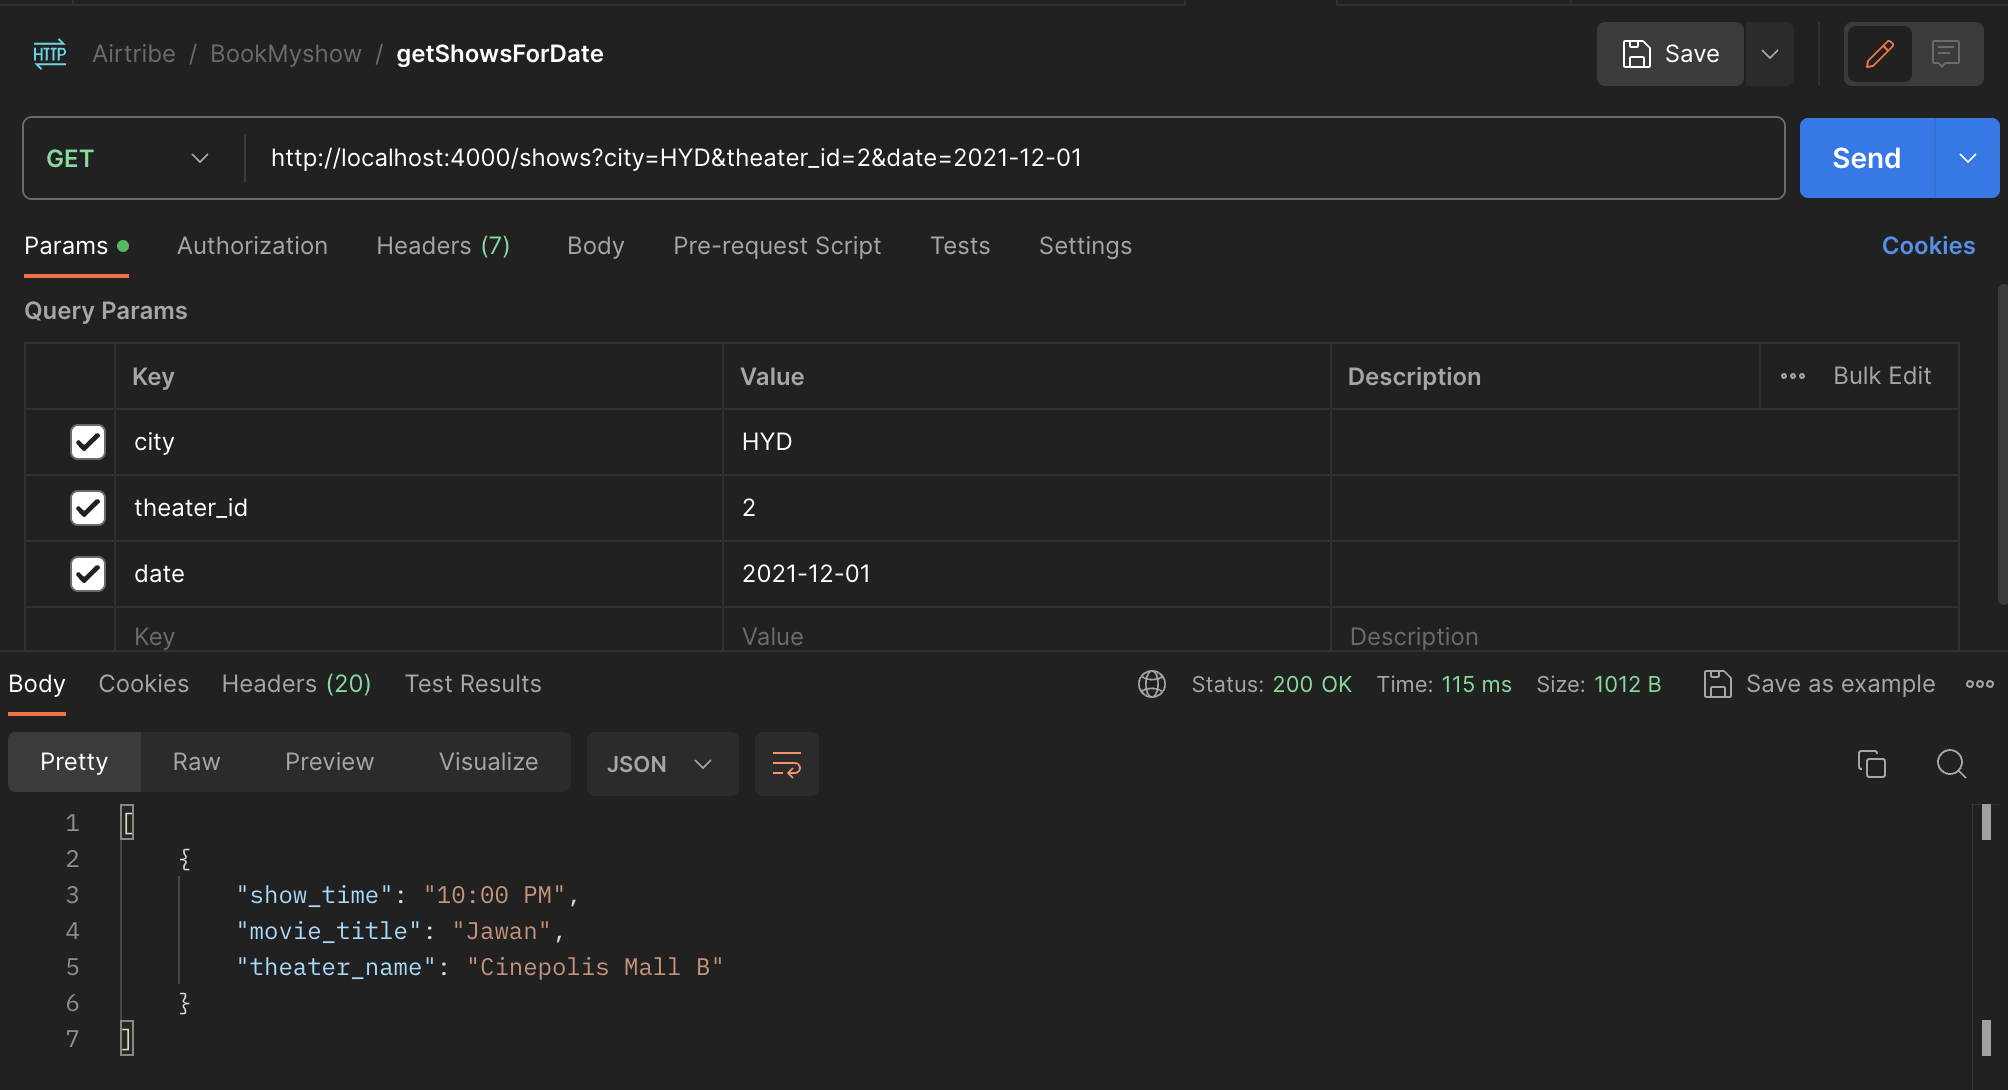 HTTP Airtribe / BookMyshow / getShowsForDate Save
GET http://localhost:4000/shows?city=HYD&theater_id=2&date=2021-12-01 Send
Params Authorization Headers (7) Body Pre-request Script Tests Settings Cookies
Query Params
Key Value Description Bulk Edit
city HYD
theater_id 2
date 2021-12-01
Key Value Description
Body Cookies Headers (20) Test Results Status: 200 OK Time: 115 ms Size: 1012 B Save as example
Pretty Raw Preview Visualize JSON
1 [
2 {
3 "show_time": "10:00 PM",
4 "movie_title": "Jawan",
5 "theater_name": "Cinepolis Mall B"
6 }
7 ]